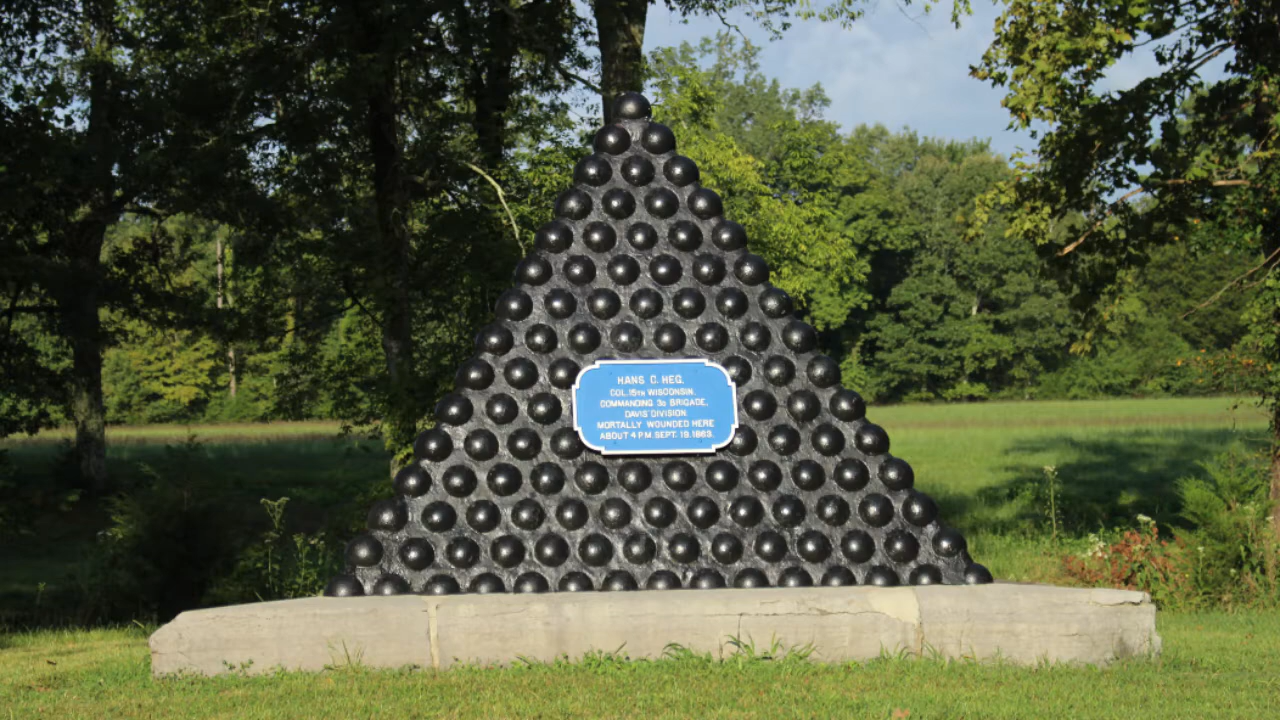 HANS C. HEG,
COL. 15TH WISCONSIN,
COMMANDING 3D BRIGADE,
DAVIS' DIVISION
MORTALLY WOUNDED HERE
ABOUT 4 P.M. SEPT. 19, 1863.